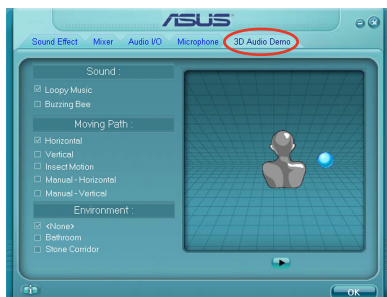 ASUS
Sound Effect Mixer Audio I/O Microphone 3D Audio Demo
Sound :
Loopy Music
Buzzing Bee
Moving Path :
Horizontal
Vertical
Insect Motion
Manual - Horizontal
Manual - Vertical
Environment :
<None>
Bathroom
Stone Corridor
OK